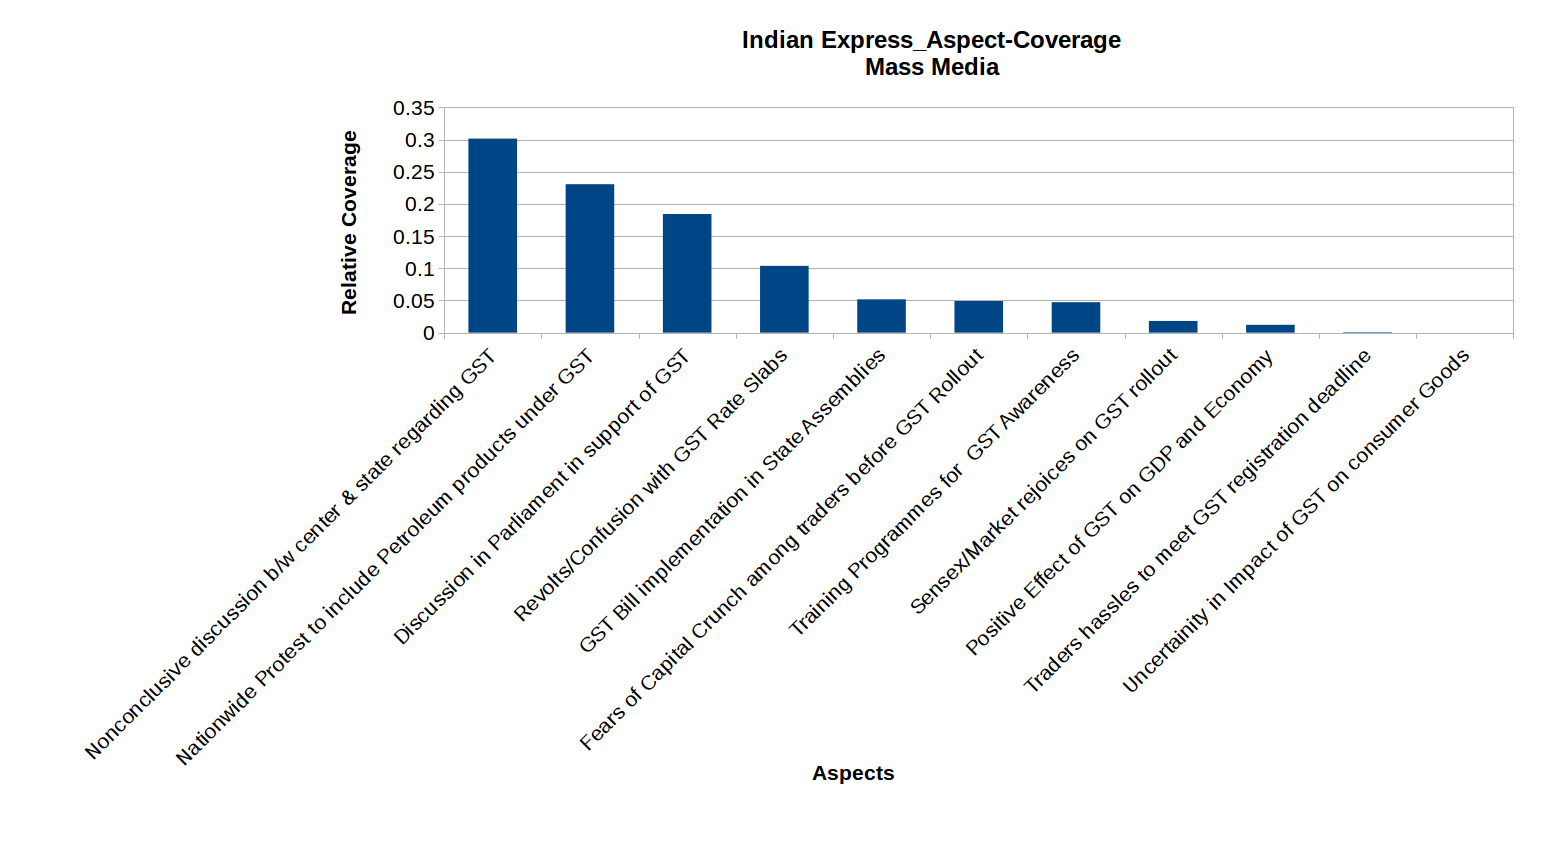 Indian Express_Aspect-Coverage
Mass Media
Relative Coverage
0.35
0.3
0.25
0.2
0.15
0.1
0.05
0
Nonconclusive discussion b/w center & state regarding GST
Nationwide Protest to include Petroleum products under GST
Discussion in Parliament in support of GST
Revolts/Confusion with GST Rate Slabs
GST Bill implementation in State Assemblies
Fears of Capital Crunch among traders before GST Rollout
Training Programmes for  GST Awareness
Sensex/Market rejoices on GST rollout
Positive Effect of GST on GDP and Economy
Traders hassles to meet GST registration deadline
Uncertainity in Impact of GST on consumer Goods
Aspects